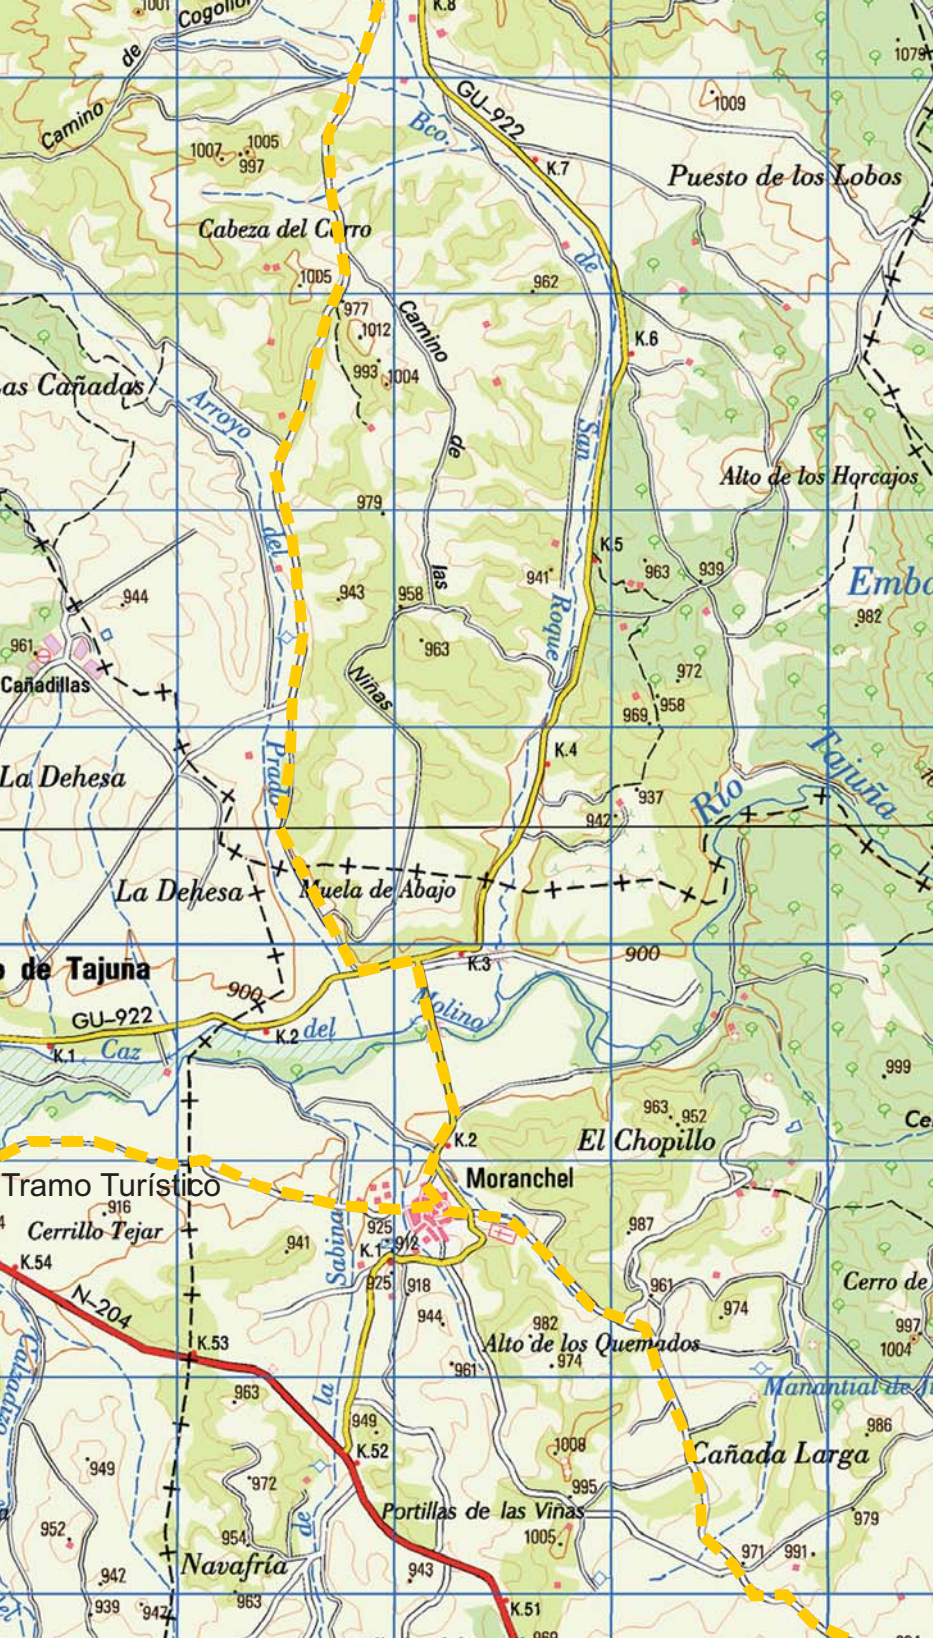 1001
Cogollor
de
Camino
K.8
1079
1009
GU-922
Bco.
1007
1005
997
K.7
Puesto de los Lobos
Cabeza del Corro
de
1005
962
977
1012
Camino
K.6
993
1004
as Cañadas
Arroyo
de
San
Alto de los Horcajos
979
del
K.5
las
941
963
939
Emba
944
943
958
Roque
982
961
963
Cañadillas
Niñas
972
958
969
Prado
K.4
La Dehesa
Río Tajuña
937
942
La Dehesa
Muela de Abajo
o de Tajuna
K.3
900
900
GU-922
Molino
del
K.2
Caz
K.1
999
963
952
Ce
K.2
El Chopillo
Moranchel
Tramo Turístico
916
Cerrillo Tejar
Sabina
925
912
987
941
K.1
K.54
925
918
961
Cerro de
N-204
944
974
982
997
K.53
Alto de los Quemados
974
1004
961
Manantial de
963
la
949
986
1008
K.52
Cañada Larga
949
972
995
Portillas de las Viñas
979
952
954
de
1005
971
991
Navafría
943
942
963
939
942
K.51